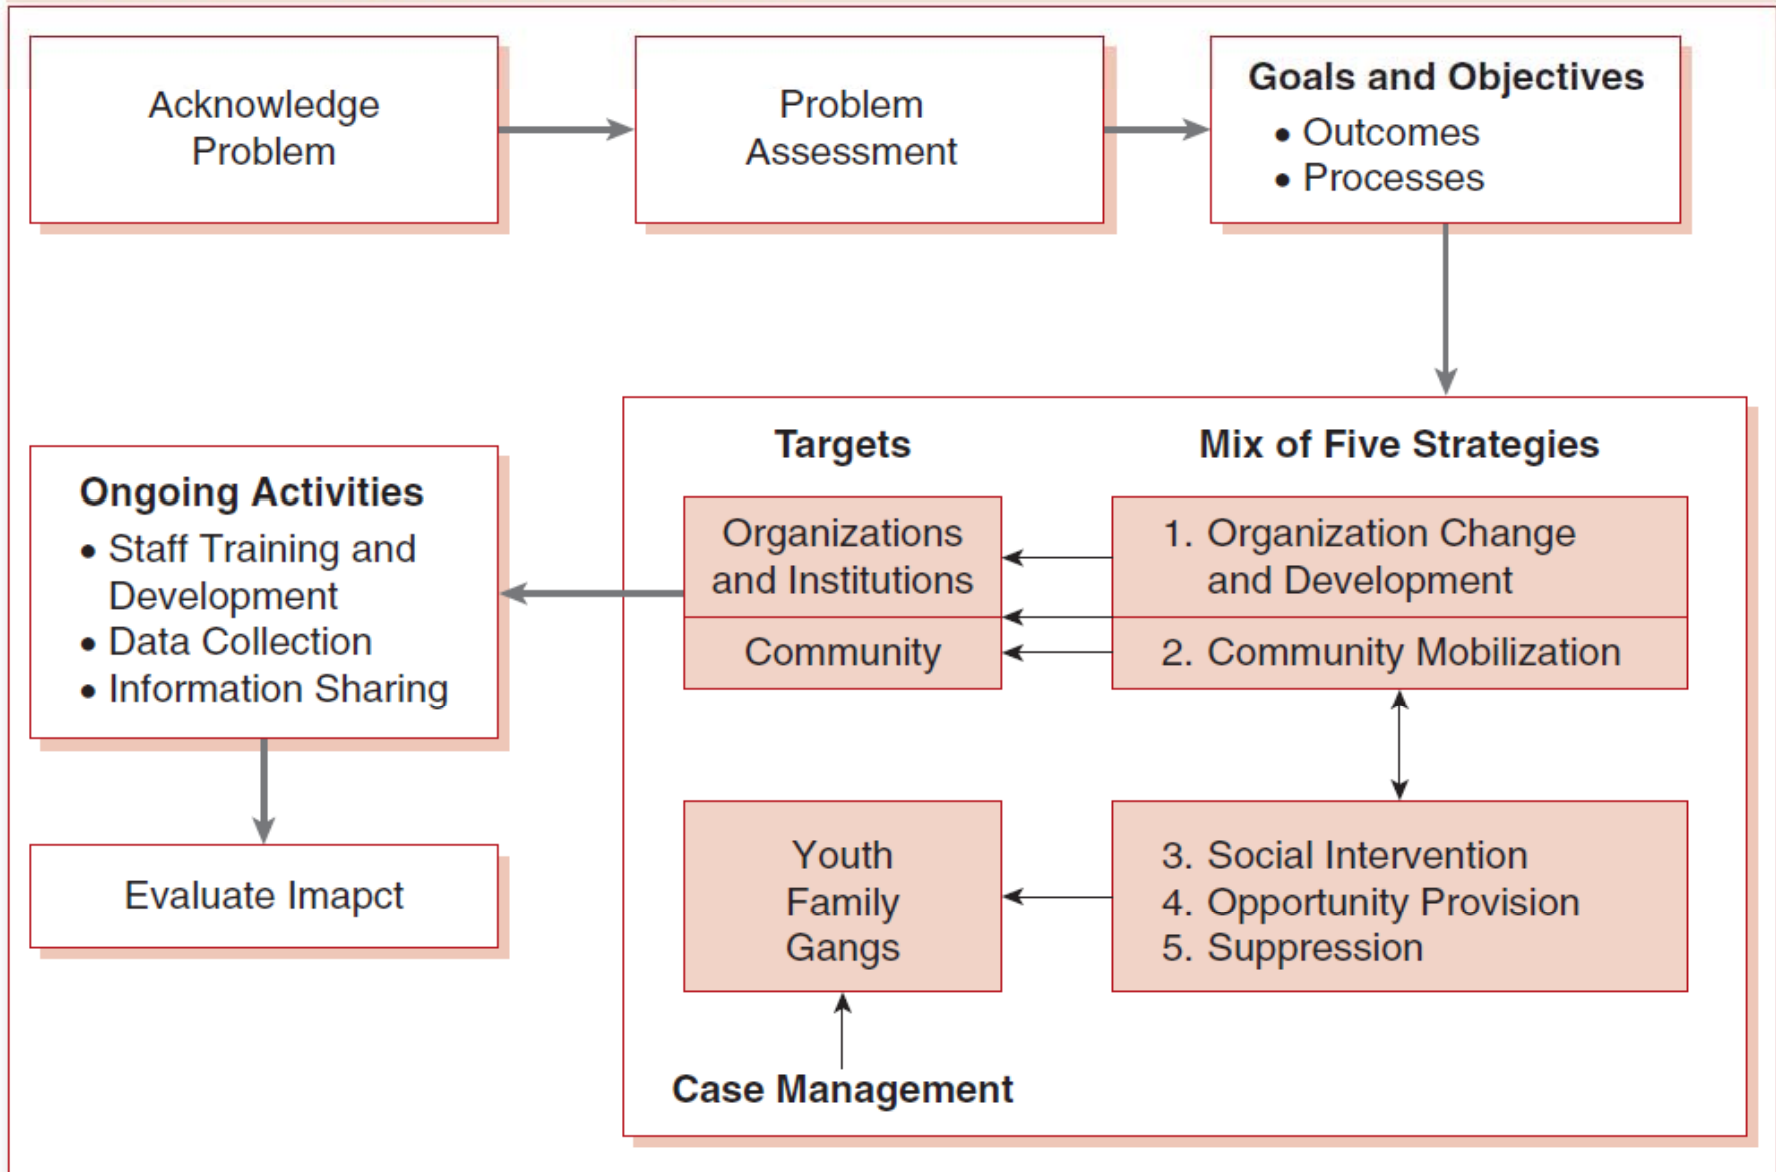 Acknowledge
Problem
Problem
Assessment
Goals and Objectives
• Outcomes
• Processes
Targets
Mix of Five Strategies
Organizations
and Institutions
1. Organization Change
and Development
Community
2. Community Mobilization
Youth
Family
Gangs
3. Social Intervention
4. Opportunity Provision
5. Suppression
Case Management
Ongoing Activities
• Staff Training and
Development
• Data Collection
• Information Sharing
Evaluate Imapct